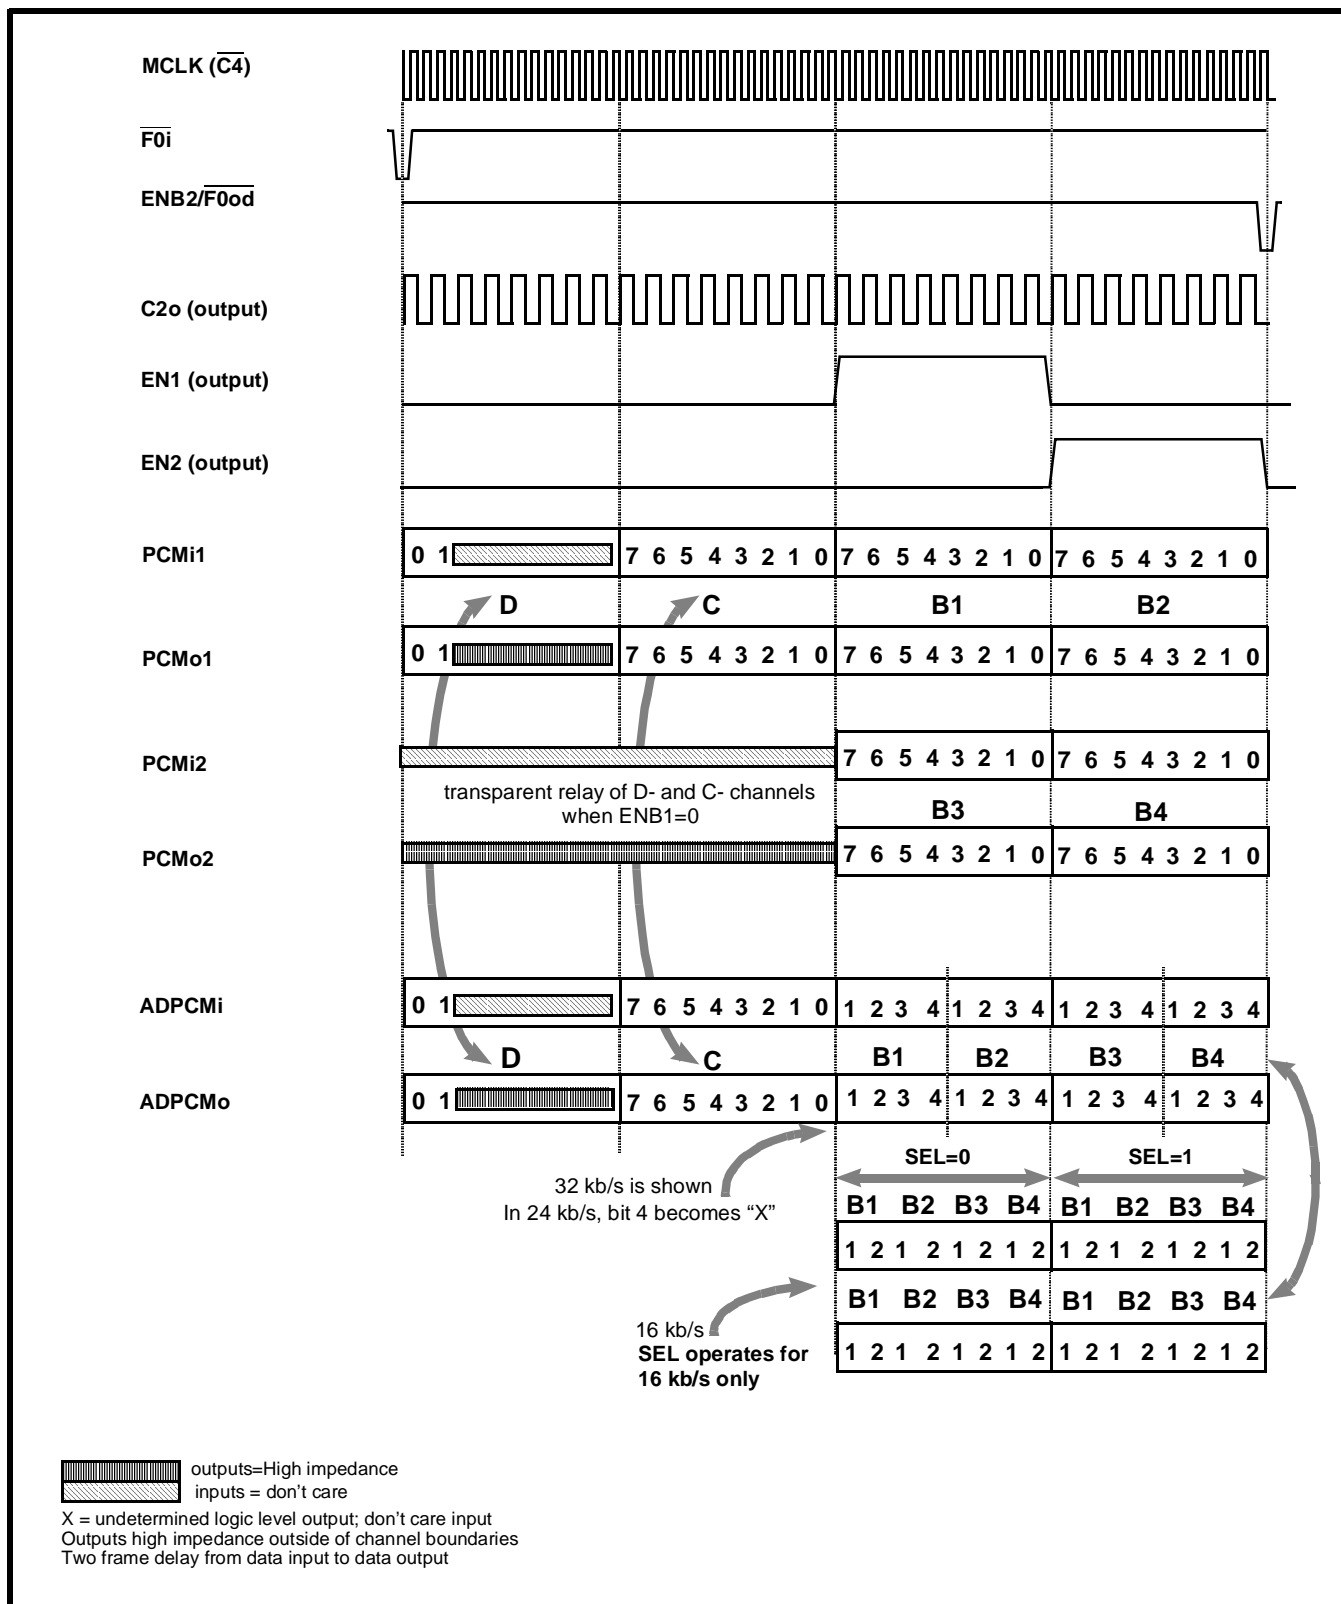 MCLK (C4)
F0i
ENB2/F0od
C2o (output)
EN1 (output)
EN2 (output)
PCMi1
0 1 7 6 5 4 3 2 1 0 7 6 5 4 3 2 1 0 7 6 5 4 3 2 1 0
D C B1 B2
PCMo1
0 1 7 6 5 4 3 2 1 0 7 6 5 4 3 2 1 0 7 6 5 4 3 2 1 0
PCMi2
7 6 5 4 3 2 1 0 7 6 5 4 3 2 1 0
transparent relay of D- and C- channels
when ENB1=0
B3 B4
PCMo2
7 6 5 4 3 2 1 0 7 6 5 4 3 2 1 0
ADPCMi
0 1 7 6 5 4 3 2 1 0 1 2 3 4 1 2 3 4 1 2 3 4 1 2 3 4
D C B1 B2 B3 B4
ADPCMo
0 1 7 6 5 4 3 2 1 0 1 2 3 4 1 2 3 4 1 2 3 4 1 2 3 4
SEL=0 SEL=1
32 kb/s is shown
In 24 kb/s, bit 4 becomes “X”
B1 B2 B3 B4 B1 B2 B3 B4
1 2 1 2 1 2 1 2 1 2 1 2 1 2 1 2
B1 B2 B3 B4 B1 B2 B3 B4
16 kb/s
SEL operates for
16 kb/s only
1 2 1 2 1 2 1 2 1 2 1 2 1 2 1 2
outputs=High impedance
inputs = don't care
X = undetermined logic level output; don't care input
Outputs high impedance outside of channel boundaries
Two frame delay from data input to data output